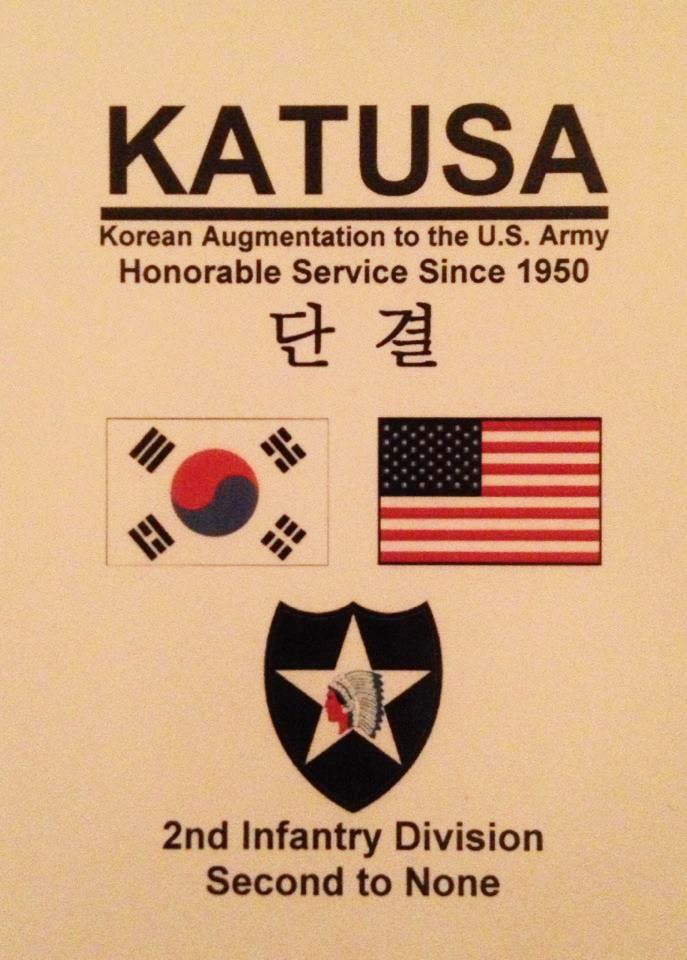 KATUSA
Korean Augmentation to the U.S. Army
Honorable Service Since 1950
단 결
2nd Infantry Division
Second to None